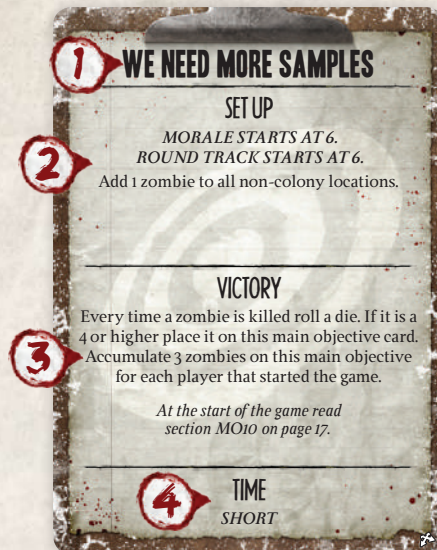 1
WE NEED MORE SAMPLES
SET UP
MORALE STARTS AT 6.
2
ROUND TRACK STARTS AT 6.
Add 1 zombie to all non-colony locations.
VICTORY
Every time a zombie is killed roll a die. If it is a
4 or higher place it on this main objective card.
3
Accumulate 3 zombies on this main objective
for each player that started the game.
At the start of the game read
section MO10 on page 17.
4
TIME
SHORT